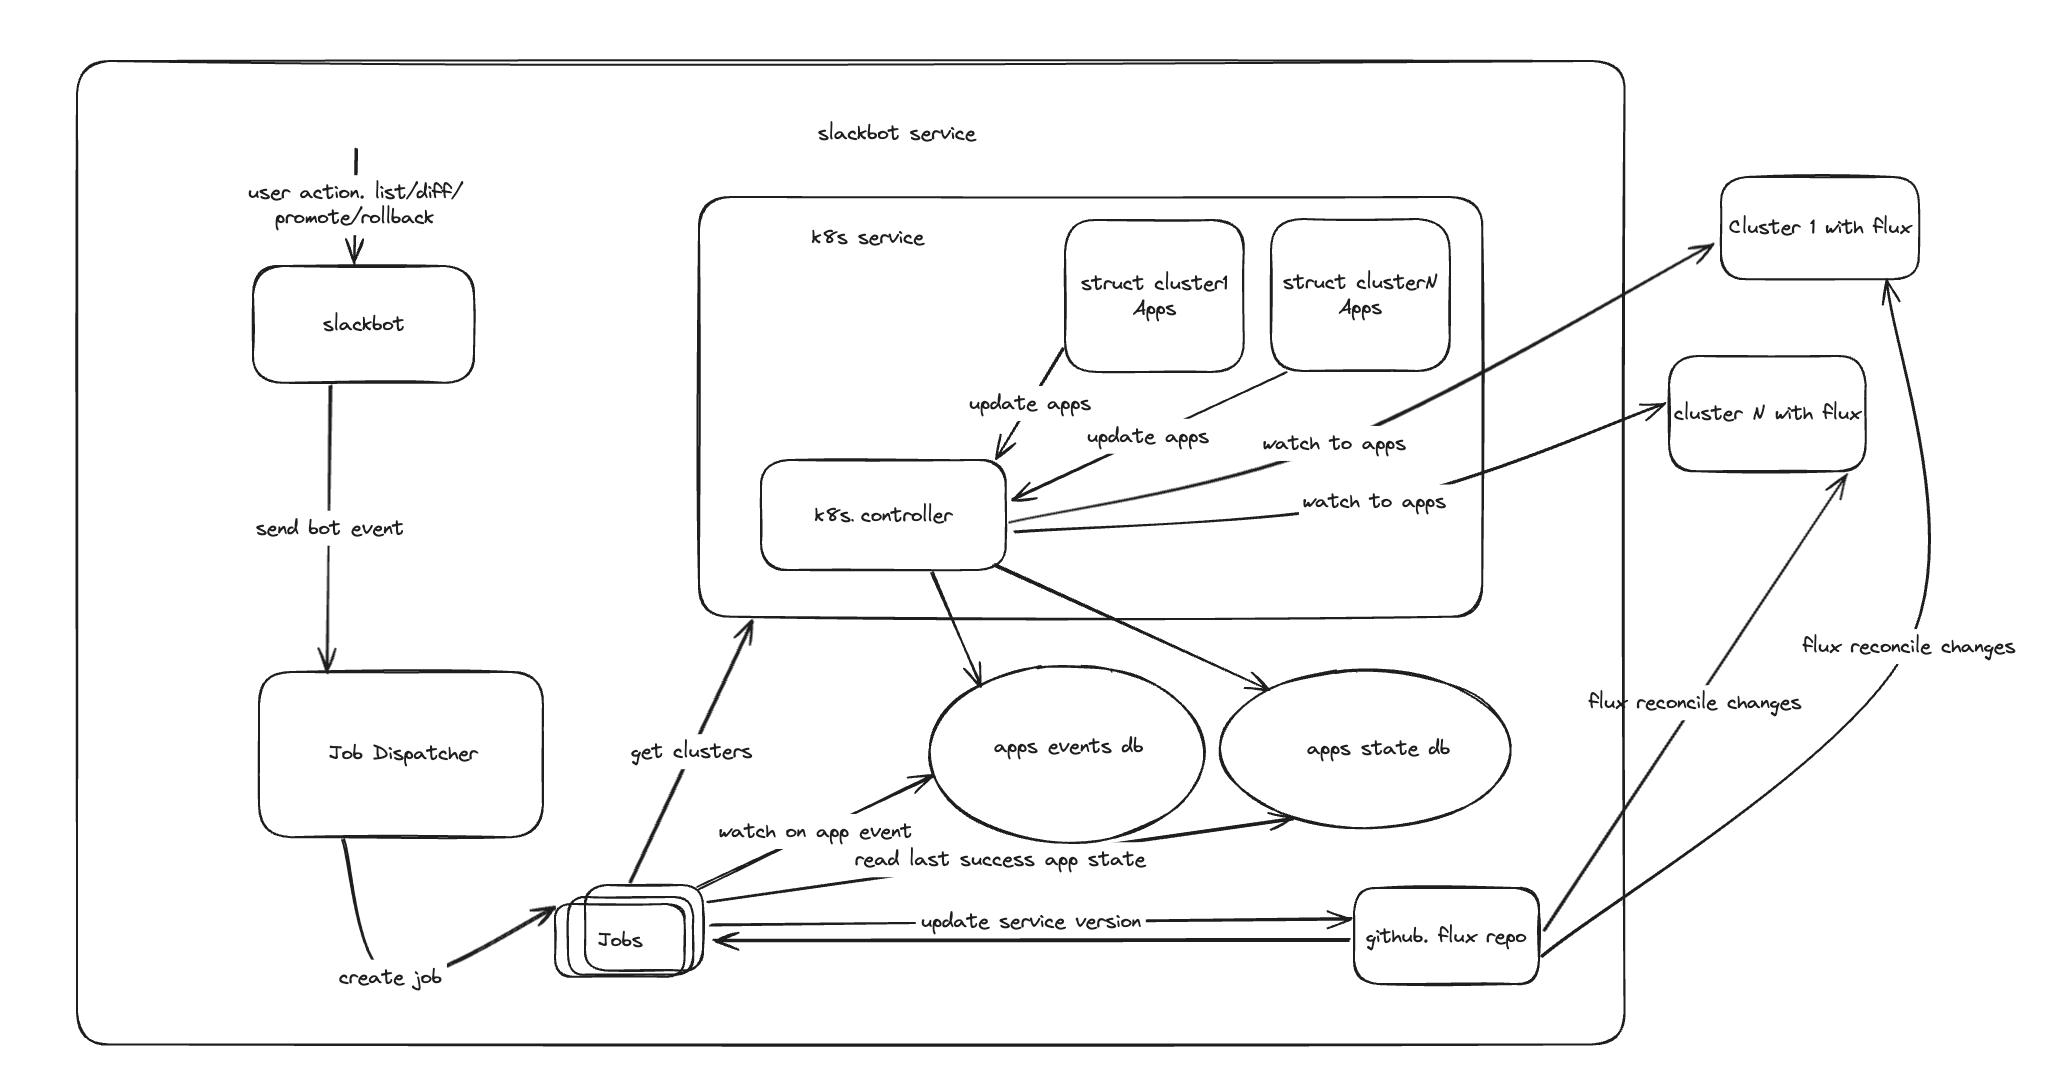 slackbot service
user action. list/diff/
promote/rollback
slackbot
send bot event
Job Dispatcher
create job
Jobs
k8s service
struct cluster1
Apps
struct clusterN
Apps
update apps
update apps
watch to apps
watch to apps
k8s. controller
get clusters
apps events db
apps state db
watch on app event
read last success app state
update service version
github. flux repo
Cluster 1 with flux
cluster N with flux
flux reconcile changes
flux reconcile changes